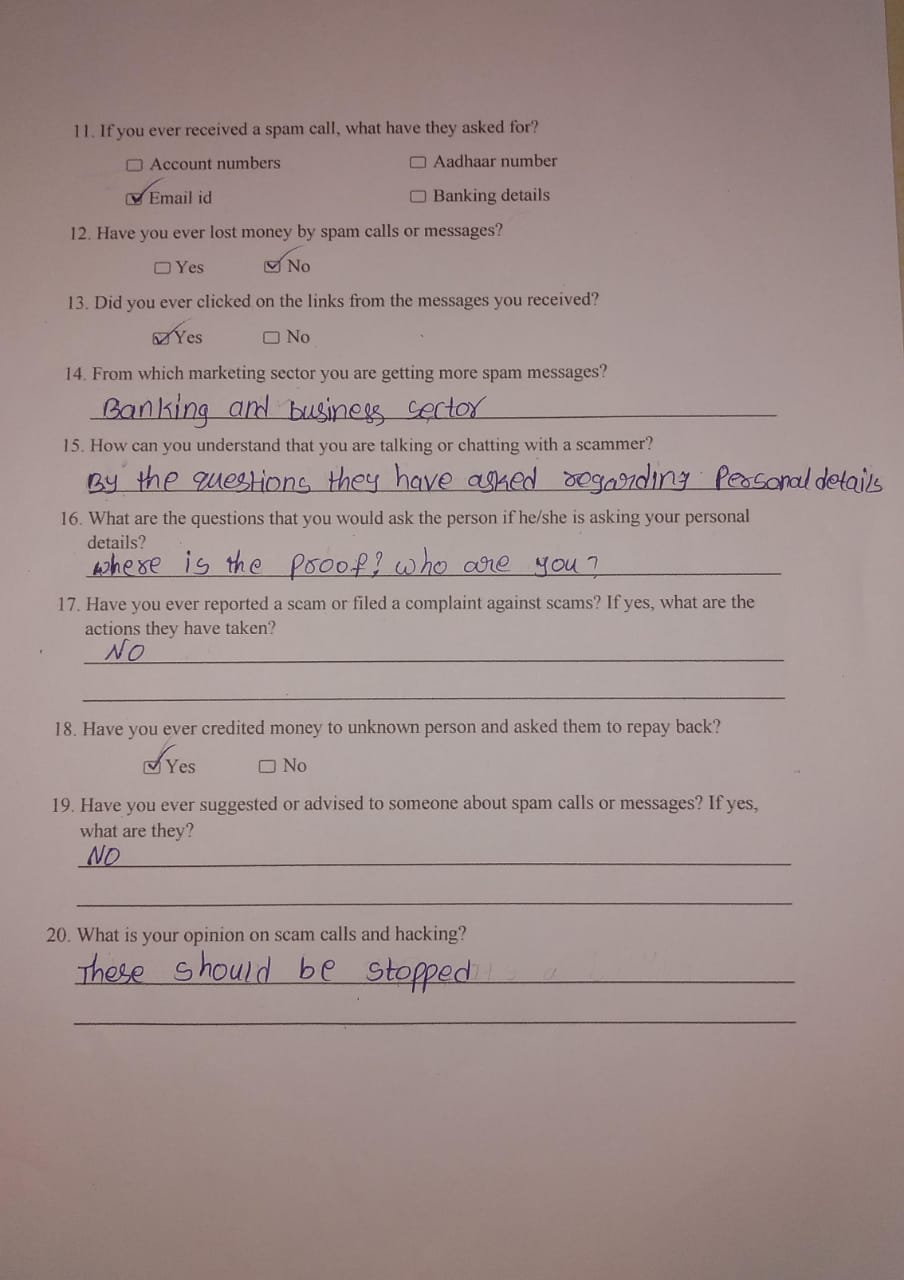 11. If you ever received a spam call, what have they asked for?
☐ Account numbers ☐ Aadhaar number
☑ Email id ☐ Banking details
12. Have you ever lost money by spam calls or messages?
☐ Yes ☑ No
13. Did you ever clicked on the links from the messages you received?
☑ Yes ☐ No
14. From which marketing sector you are getting more spam messages?
Banking and business sector
15. How can you understand that you are talking or chatting with a scammer?
By the questions they have asked regarding Personal details
16. What are the questions that you would ask the person if he/she is asking your personal
details?
where is the proof? who are you?
17. Have you ever reported a scam or filed a complaint against scams? If yes, what are the
actions they have taken?
NO
18. Have you ever credited money to unknown person and asked them to repay back?
☑ Yes ☐ No
19. Have you ever suggested or advised to someone about spam calls or messages? If yes,
what are they?
NO
20. What is your opinion on scam calls and hacking?
These should be stopped